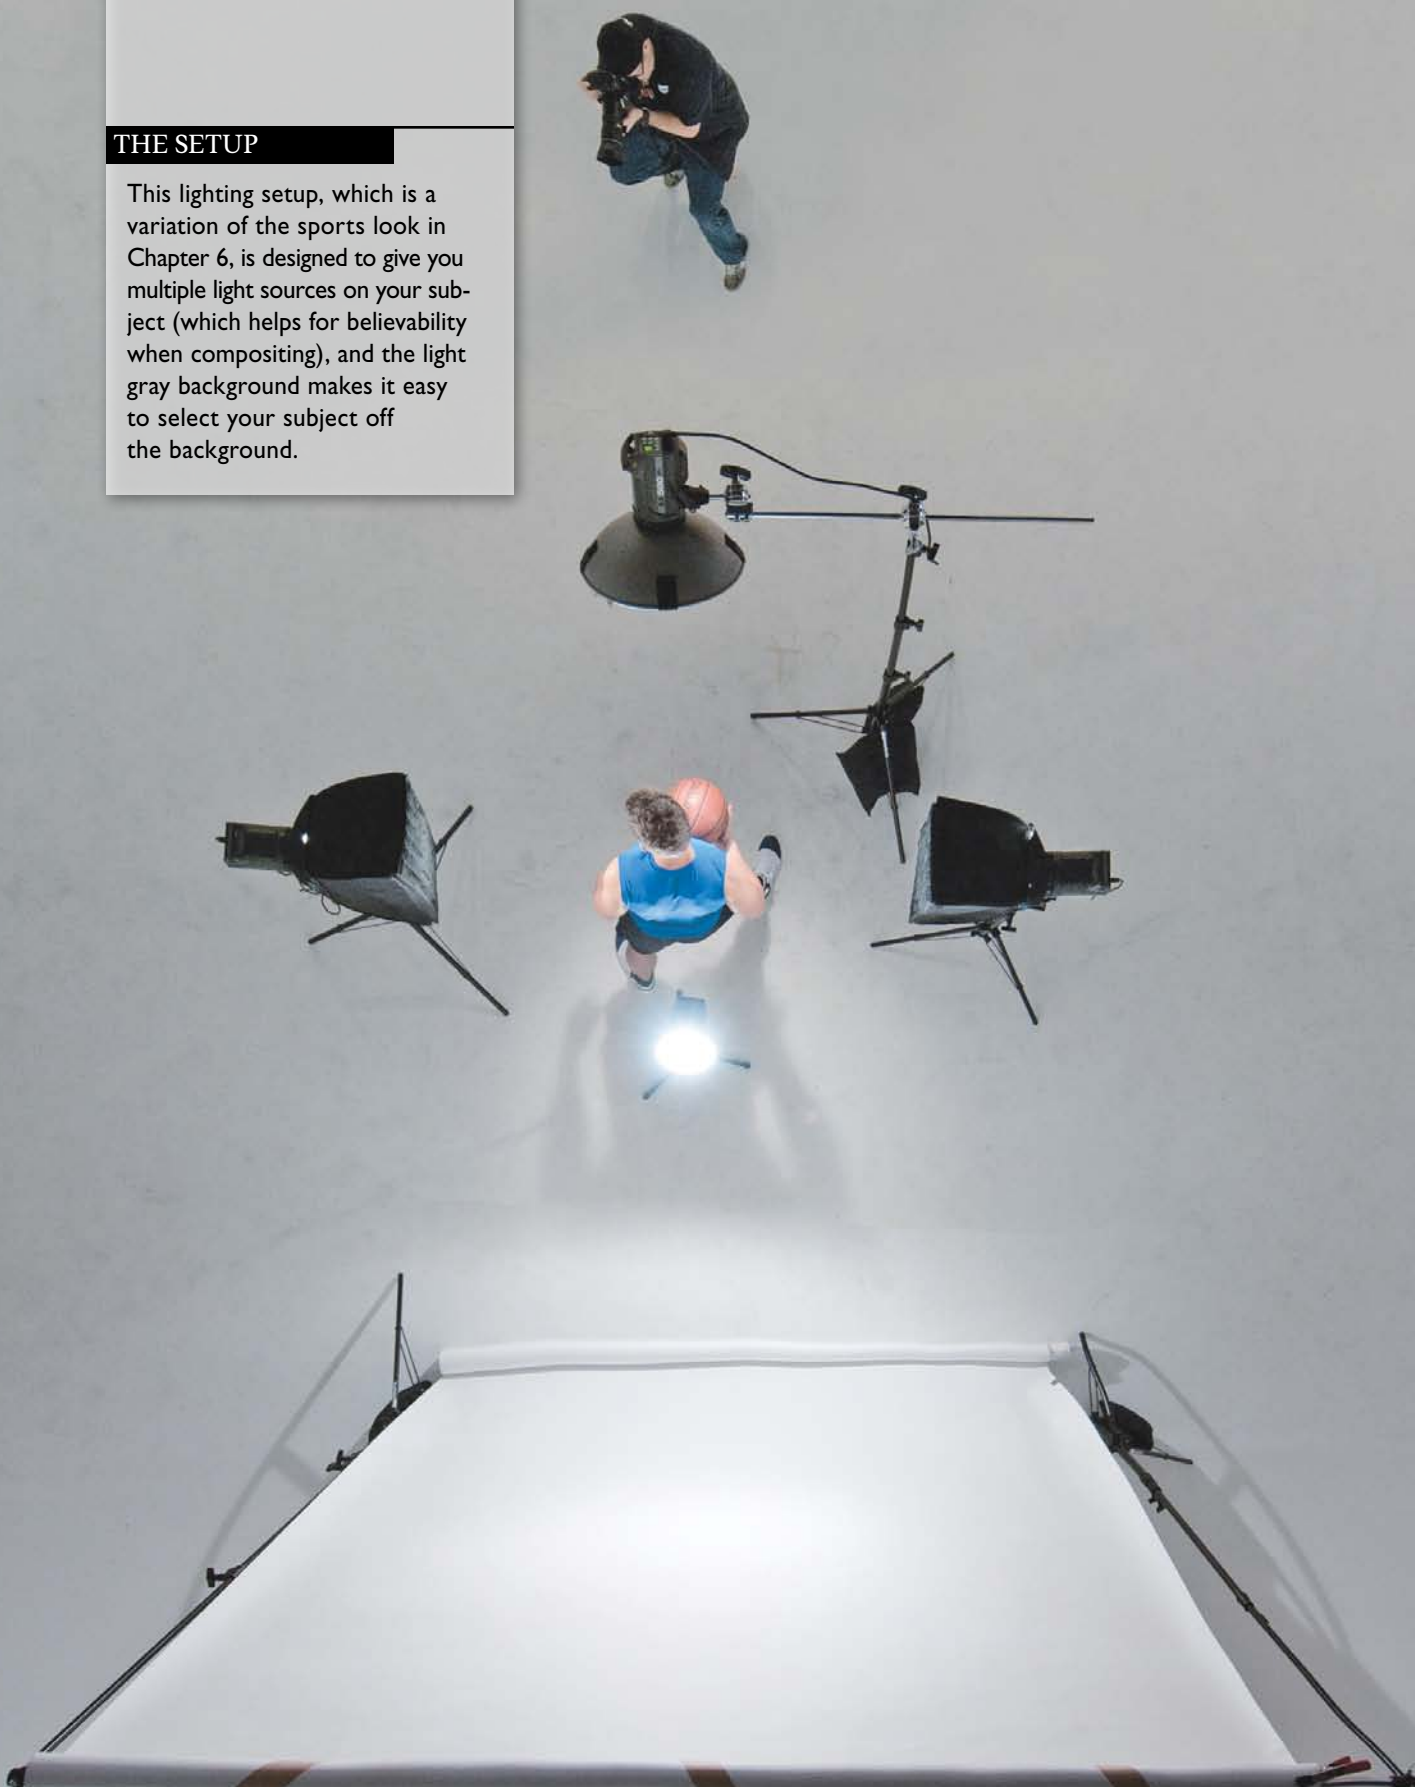 THE SETUP
This lighting setup, which is a
variation of the sports look in
Chapter 6, is designed to give you
multiple light sources on your sub-
ject (which helps for believability
when compositing), and the light
gray background makes it easy
to select your subject off
the background.